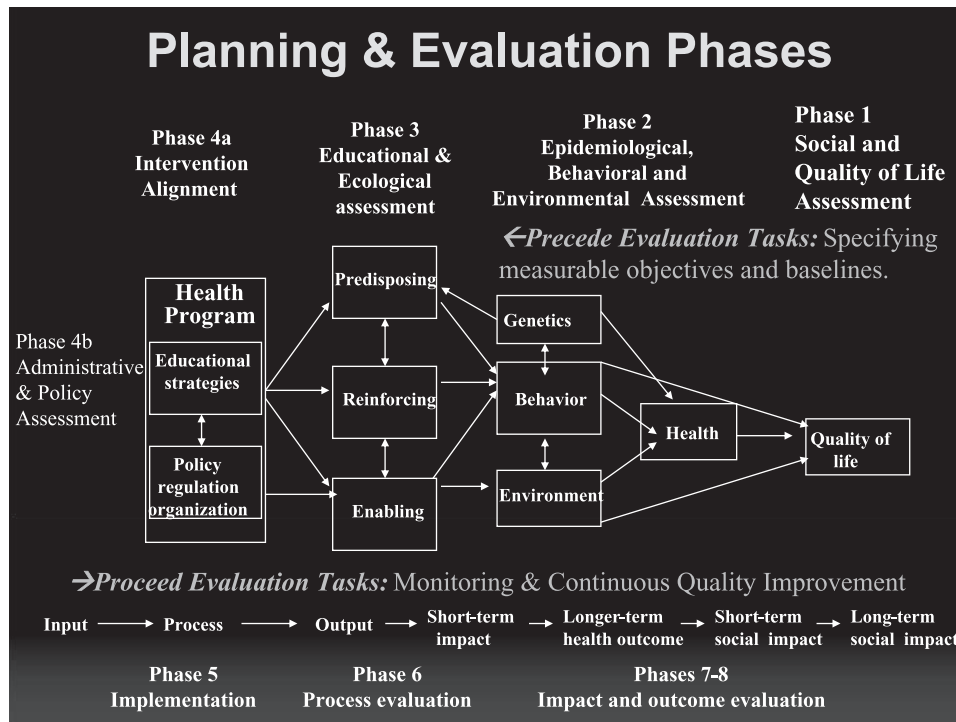 Planning & Evaluation Phases
Phase 4a
Intervention
Alignment
Phase 3
Educational &
Ecological
assessment
Phase 2
Epidemiological,
Behavioral and
Environmental Assessment
Phase 1
Social and
Quality of Life
Assessment
←Precede Evaluation Tasks: Specifying
measurable objectives and baselines.
Phase 4b
Administrative
& Policy
Assessment
Health
Program
Educational
strategies
Policy
regulation
organization
Predisposing
Reinforcing
Enabling
Genetics
Behavior
Environment
Health
Quality of
life
→Proceed Evaluation Tasks: Monitoring & Continuous Quality Improvement
Input
Process
Output
Short-term
impact
Longer-term
health outcome
Short-term
social impact
Long-term
social impact
Phase 5
Implementation
Phase 6
Process evaluation
Phases 7-8
Impact and outcome evaluation